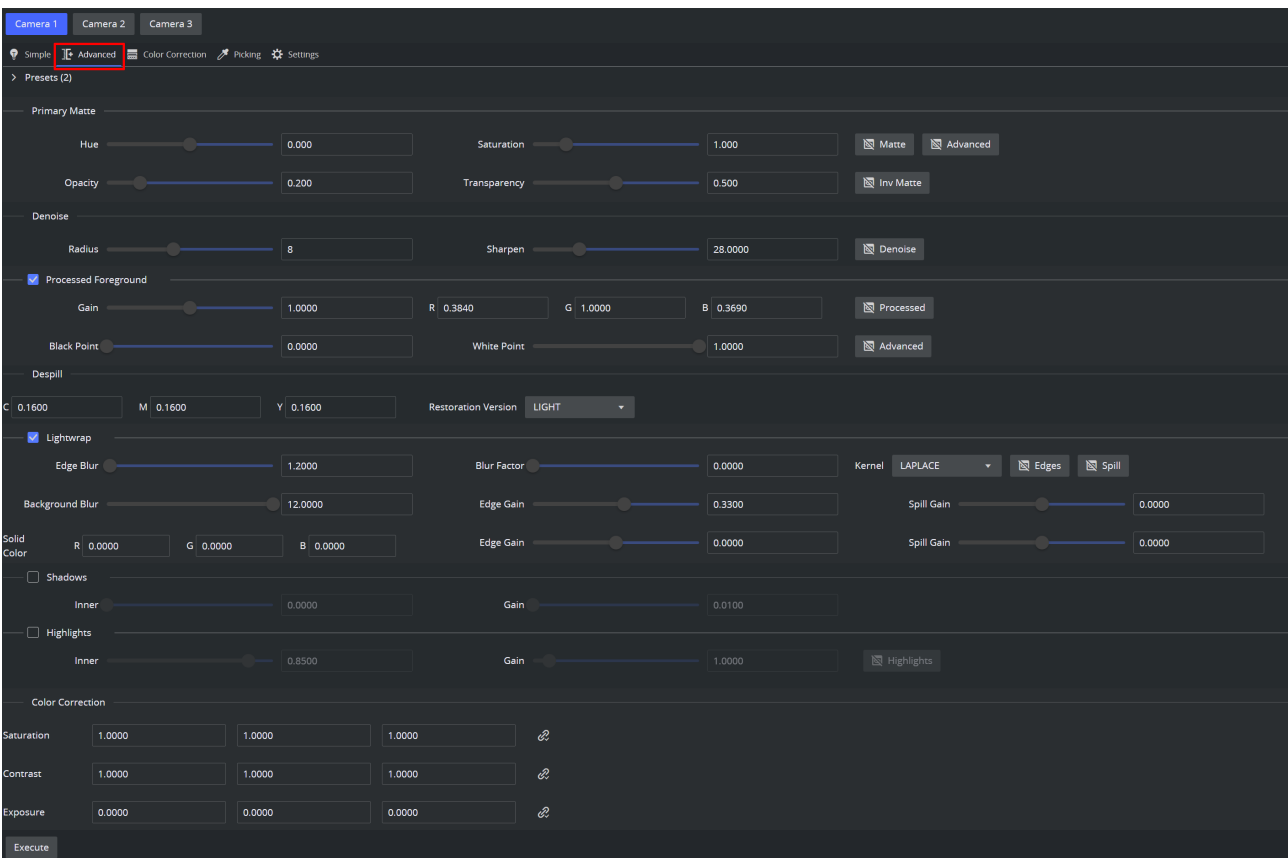 Camera 1 Camera 2 Camera 3
Simple Advanced Color Correction Picking Settings
Presets (2)
Primary Matte
Hue 0.000 Saturation 1.000 Matte Advanced
Opacity 0.200 Transparency 0.500 Inv Matte
Denoise
Radius 8 Sharpen 28.0000 Denoise
Processed Foreground
Gain 1.0000 R 0.3840 G 1.0000 B 0.3690 Processed
Black Point 0.0000 White Point 1.0000 Advanced
Despill
C 0.1600 M 0.1600 Y 0.1600 Restoration Version LIGHT
Lightwrap
Edge Blur 1.2000 Blur Factor 0.0000 Kernel LAPLACE Edges Spill
Background Blur 12.0000 Edge Gain 0.3300 Spill Gain 0.0000
Solid Color R 0.0000 G 0.0000 B 0.0000 Edge Gain 0.0000 Spill Gain 0.0000
Shadows
Inner 0.0000 Gain 0.0100
Highlights
Inner 0.8500 Gain 1.0000 Highlights
Color Correction
Saturation 1.0000 1.0000 1.0000
Contrast 1.0000 1.0000 1.0000
Exposure 0.0000 0.0000 0.0000
Execute